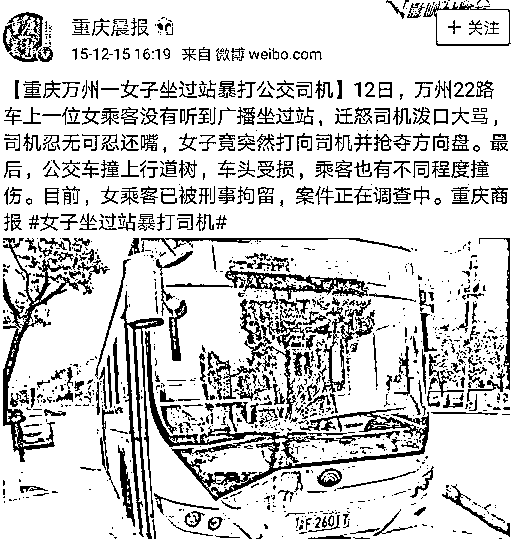 重庆晨报
+ 关注
15-12-15 16:19 来自 微博 weibo.com
【重庆万州一女子坐过站暴打公交司机】12日，万州22路
车上一位女乘客没有听到广播坐过站，迁怒司机泼口大骂，
司机忍无可忍还嘴，女子竟突然打向司机并抢夺方向盘。最
后，公交车撞上行道树，车头受损，乘客也有不同程度撞
伤。目前，女乘客已被刑事拘留，案件正在调查中。重庆商
报 #女子坐过站暴打司机#